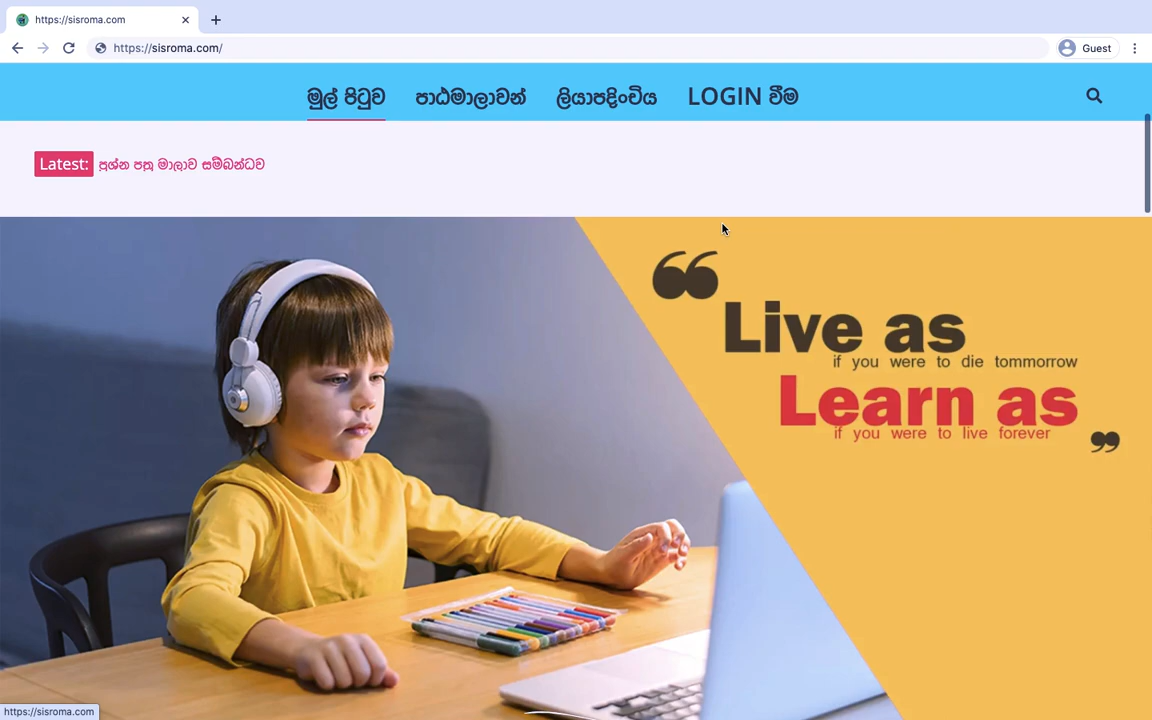 https://sisroma.com
https://sisroma.com/
Guest
මුල් පිටුව
පාඨමාලාවන්
ලියාපදිංචිය
LOGIN වීම
Latest: ප්‍රශ්න පත්‍ර මාලාව සම්බන්ධව
Live as
if you were to die tommorrow
Learn as
if you were to live forever
https://sisroma.com